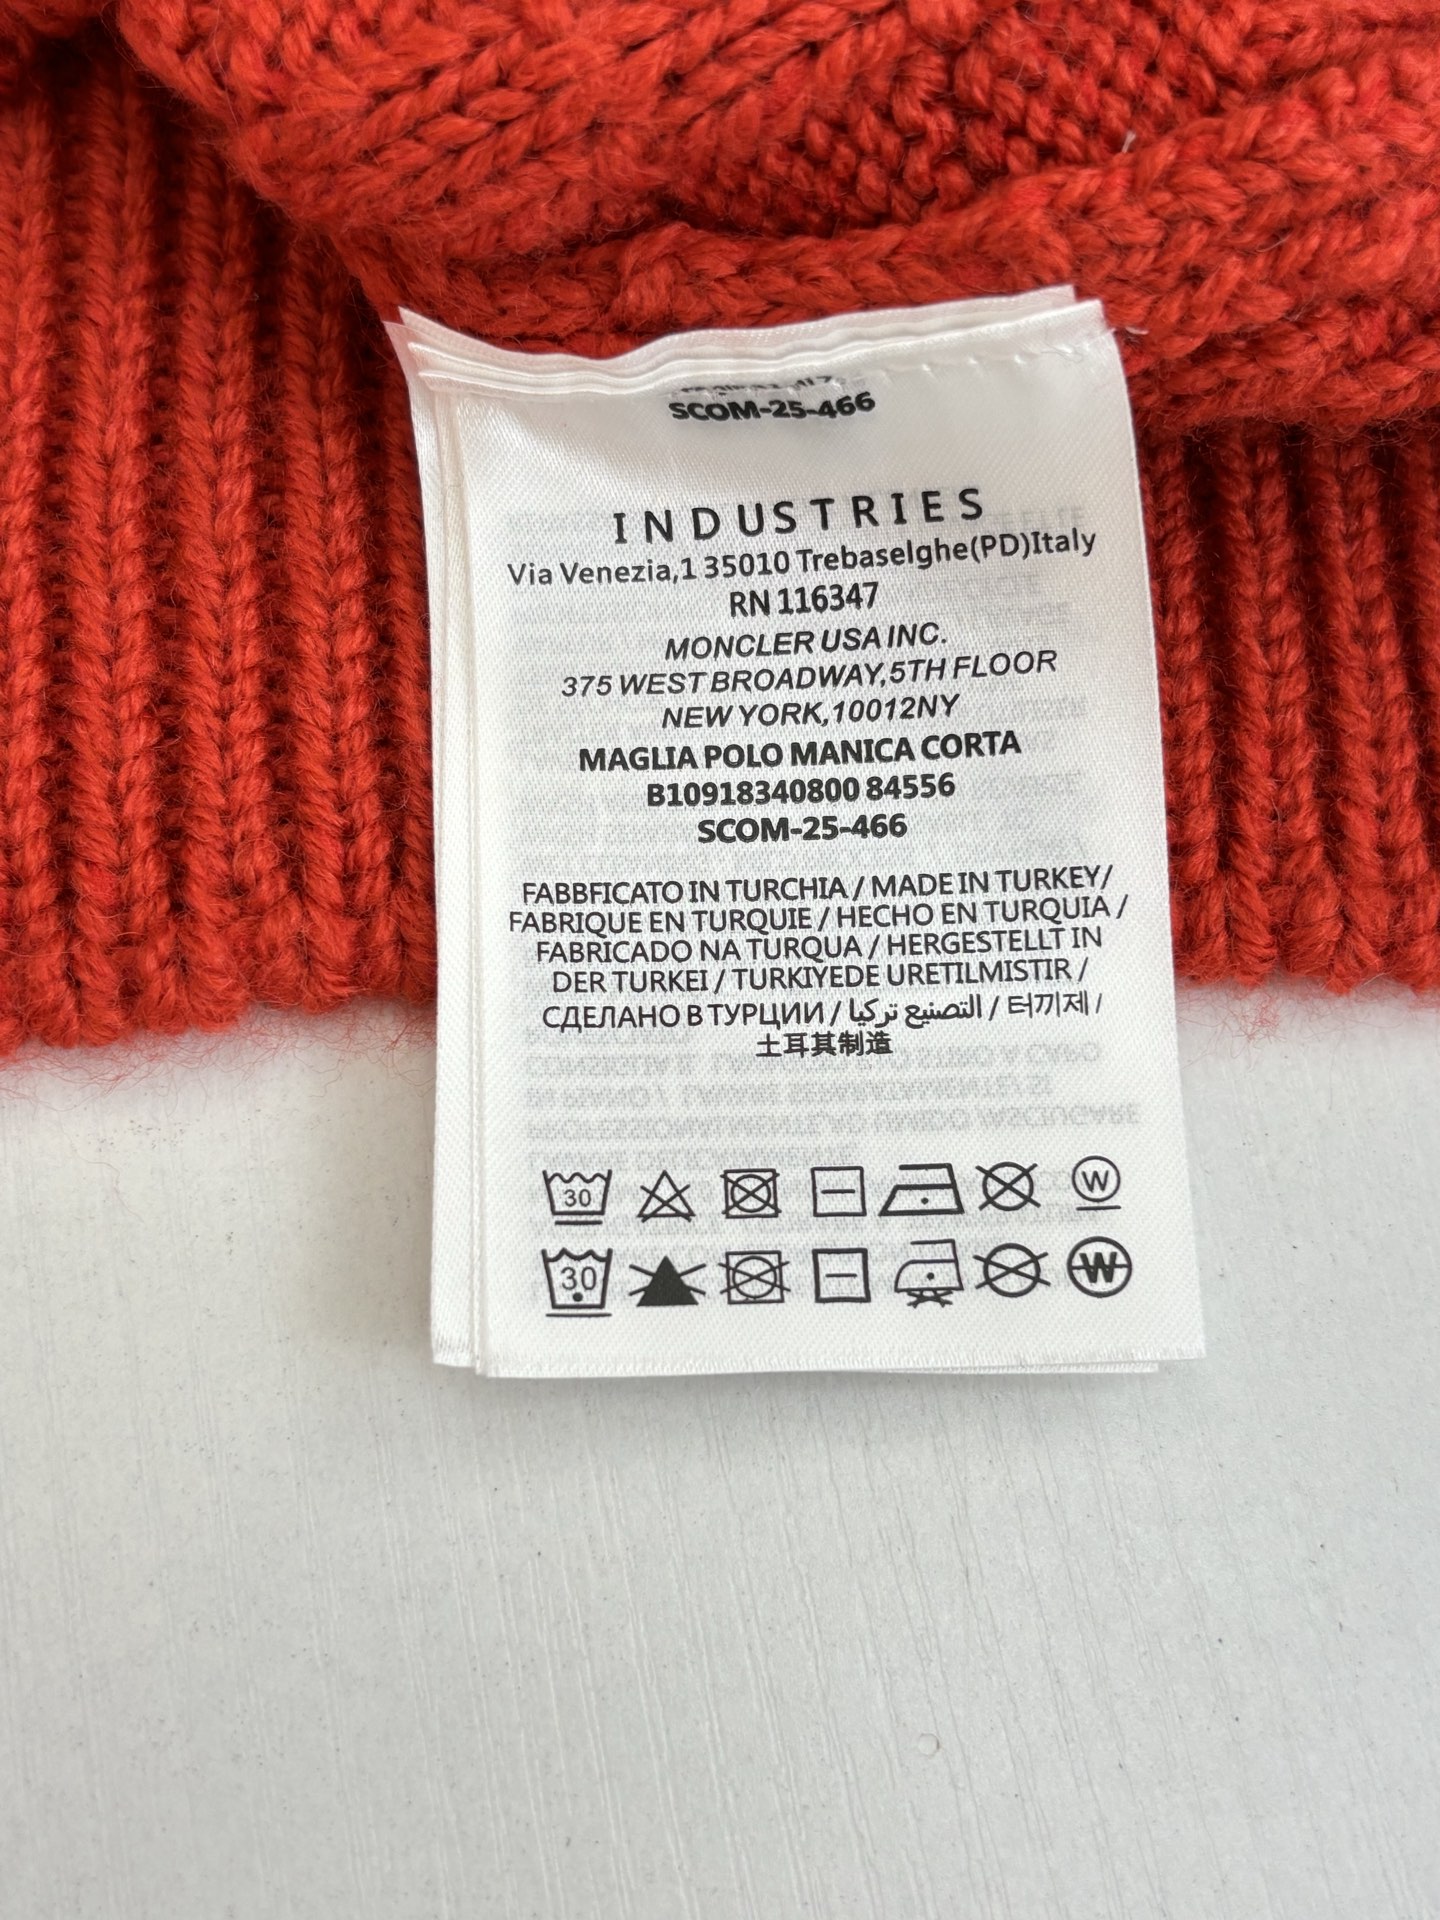 SCOM-25-466
INDUSTRIES
Via Venezia,1 35010 Trebaselghe(PD)Italy
RN 116347
MONCLER USA INC.
375 WEST BROADWAY,5TH FLOOR
NEW YORK,10012NY
MAGLIA POLO MANICA CORTA
B10918340800 84556
SCOM-25-466
FABBFICATO IN TURCHIA / MADE IN TURKEY/
FABRIQUE EN TURQUIE / HECHO EN TURQUIA /
FABRICADO NA TURQUA / HERGESTELLT IN
DER TURKEI / TURKIYEDE URETILMISTIR /
СДЕЛАНО В ТУРЦИИ / التصنيع تركيا / 터끼제 /
土耳其制造
30 W
30 W